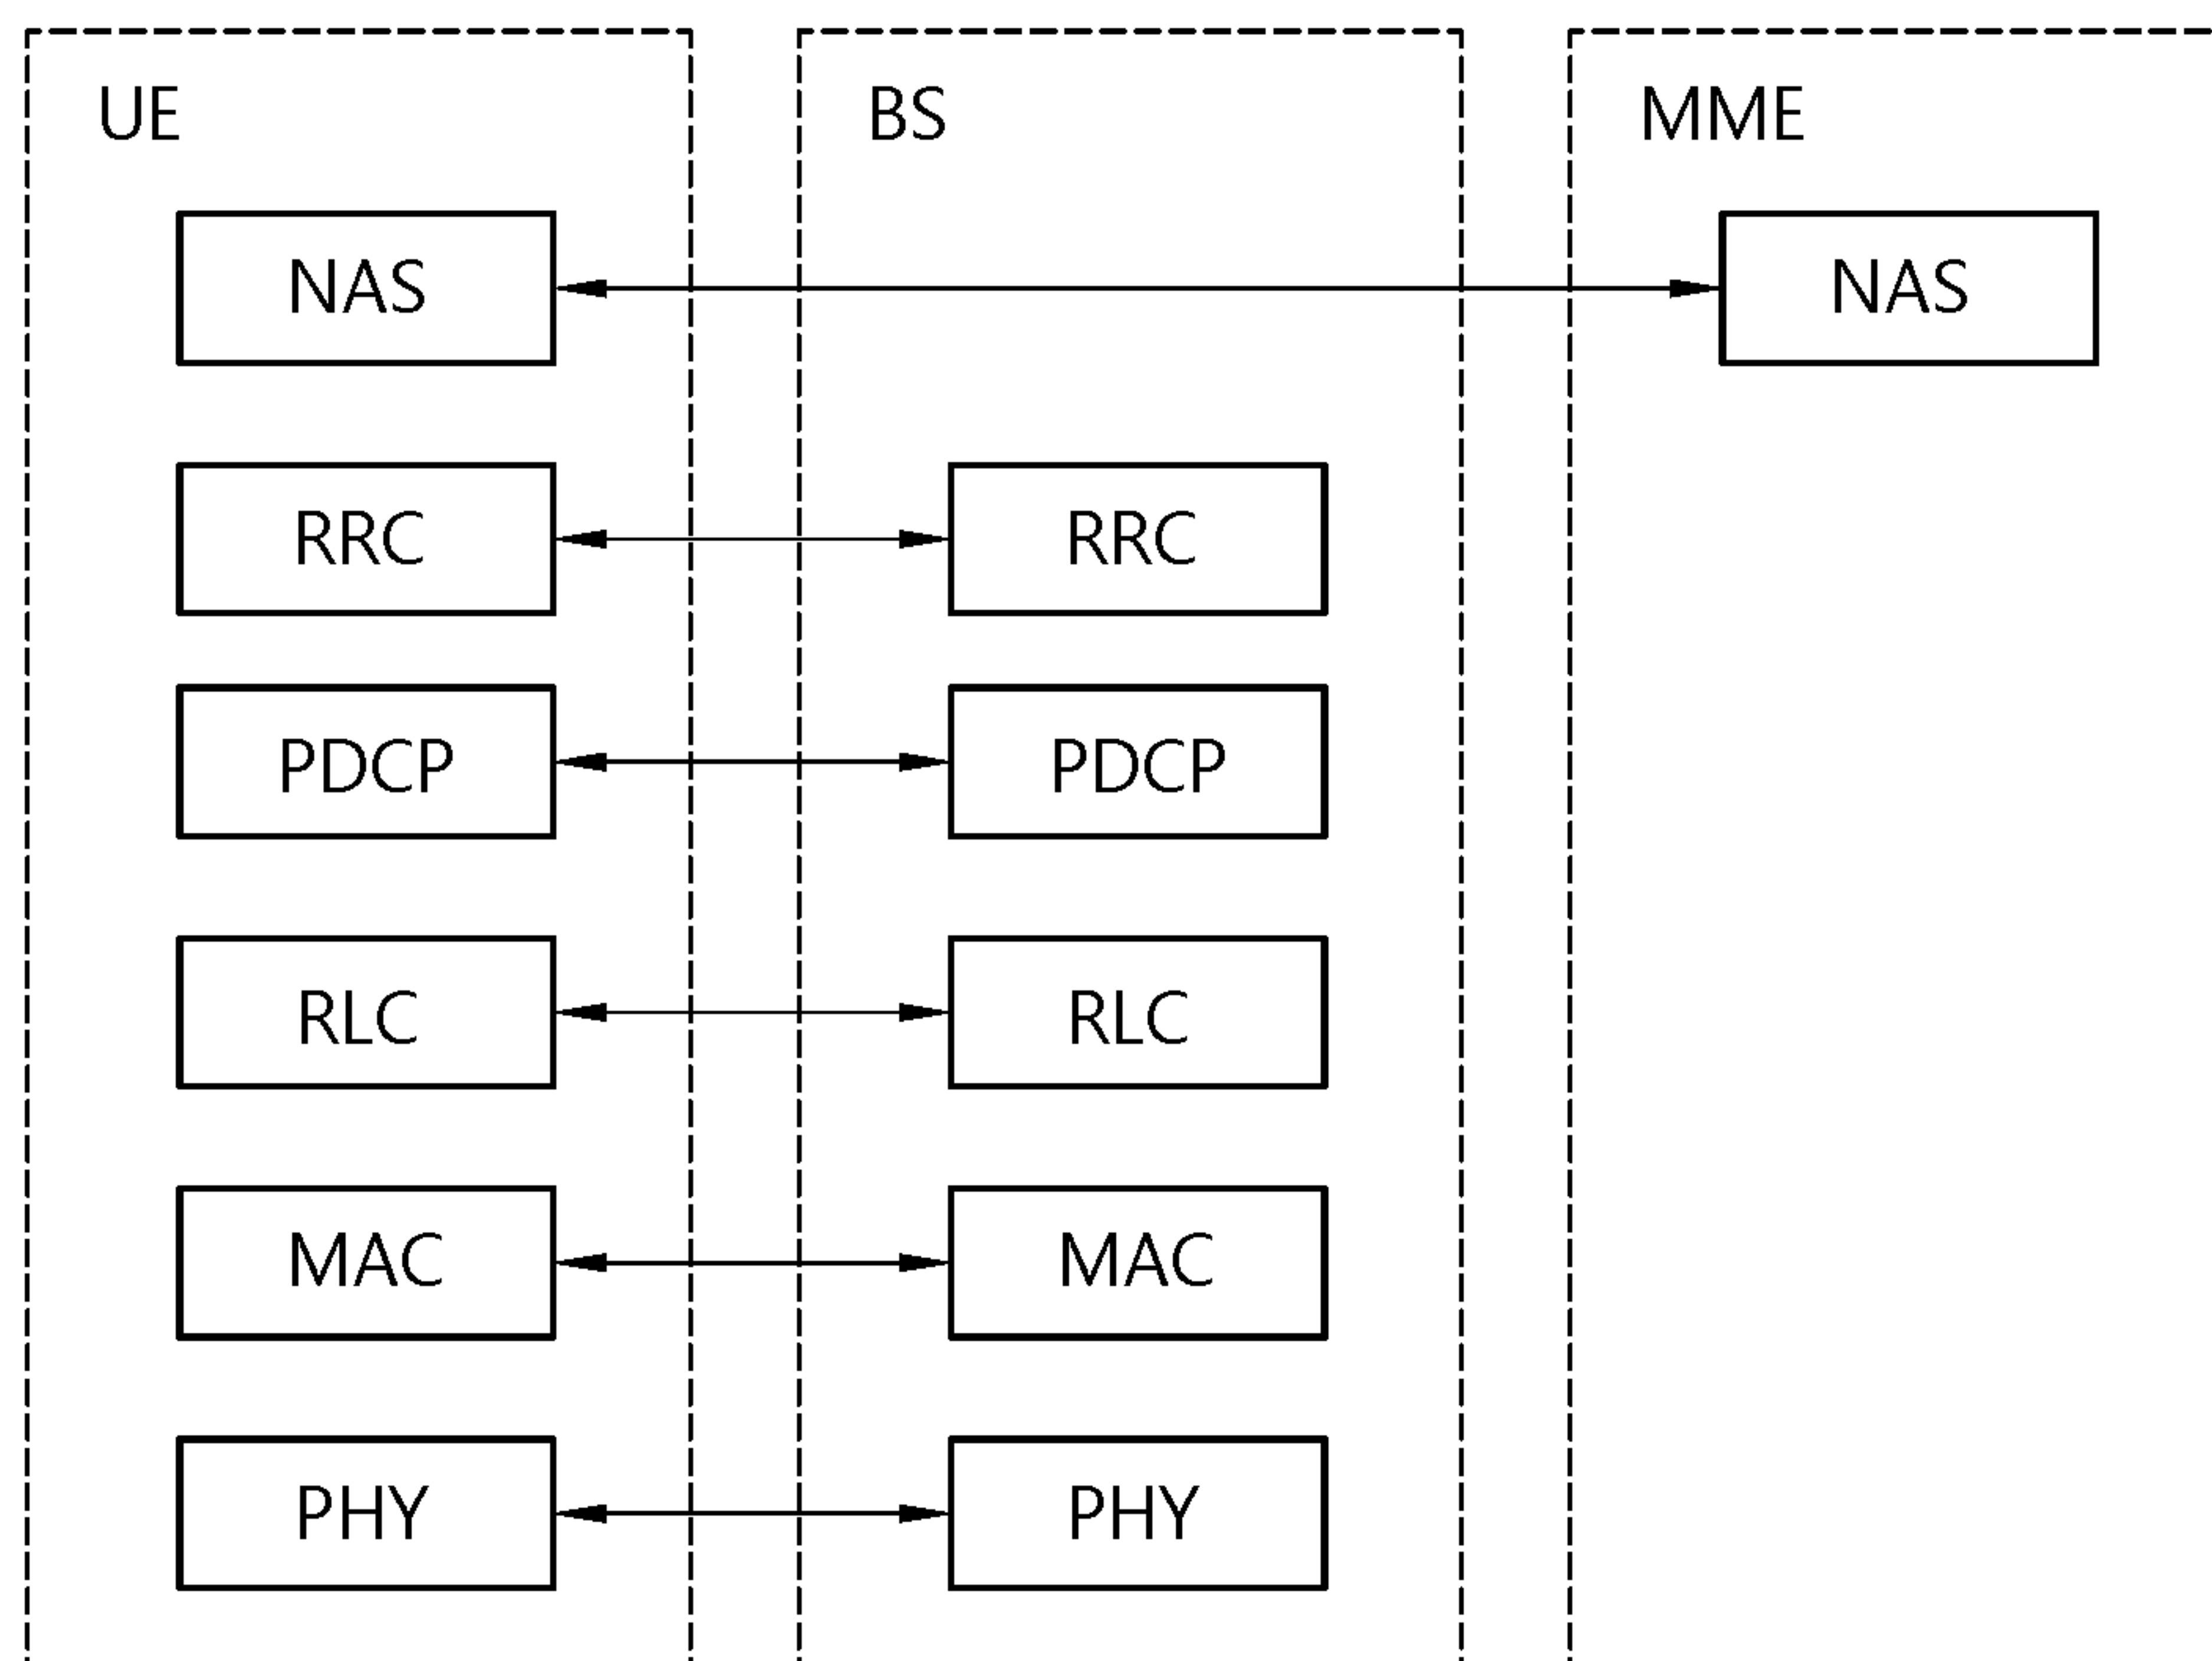 UE BS MME
NAS NAS
RRC RRC
PDCP PDCP
RLC RLC
MAC MAC
PHY PHY